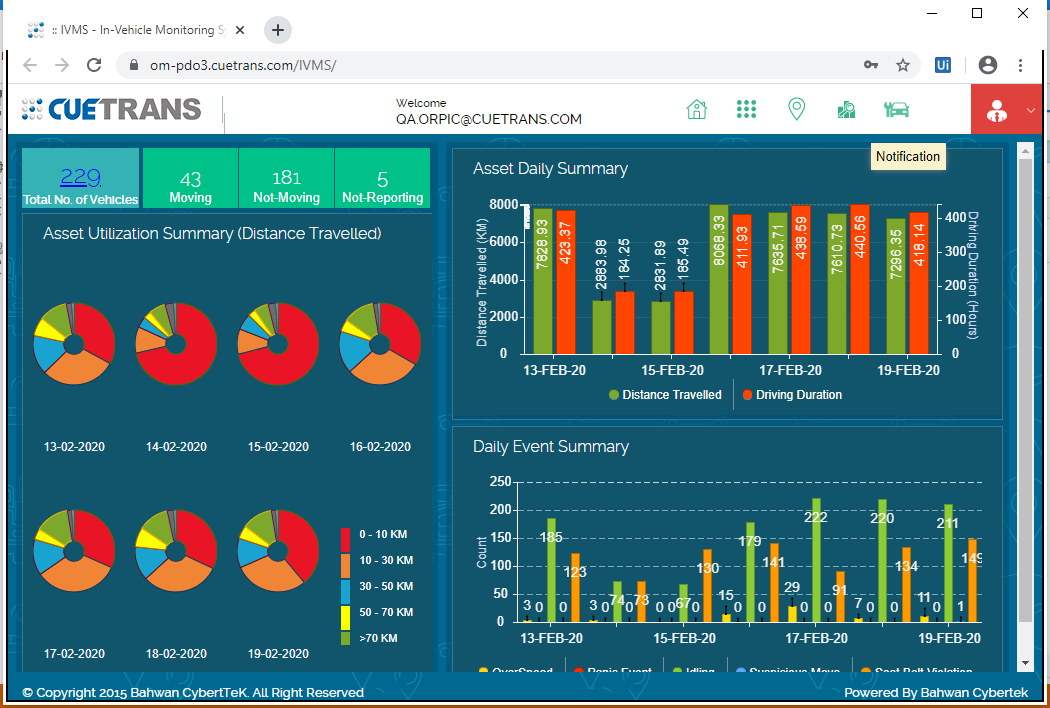 :: IVMS - In-Vehicle Monitoring S
om-pdo3.cuetrans.com/IVMS/
Ui
CUETRANS
Welcome
QA.ORPIC@CUETRANS.COM
Notification
229
Total No. of Vehicles
43
Moving
181
Not-Moving
5
Not-Reporting
Asset Utilization Summary (Distance Travelled)
13-02-2020 14-02-2020 15-02-2020 16-02-2020
17-02-2020 18-02-2020 19-02-2020
0 - 10 KM
10 - 30 KM
30 - 50 KM
50 - 70 KM
>70 KM
Asset Daily Summary
Distance Travelled (KM)
8000
6000
4000
2000
0
7828.93 423.37 2883.98 184.25 2831.89 185.49 8068.33 411.93 7635.71 438.59 7610.73 440.56 7296.35 418.14
400
300
200
100
0
Driving Duration (Hours)
13-FEB-20 15-FEB-20 17-FEB-20 19-FEB-20
Distance Travelled Driving Duration
Daily Event Summary
Count
250
200
150
100
50
0
3 0 185 0 123 3 0 74 0 73 0 0 67 0 130 15 0 179 0 141 29 0 222 0 91 7 0 220 0 134 11 0 211 1 149
13-FEB-20 15-FEB-20 17-FEB-20 19-FEB-20
OverSpeed Panic Event Idling Suspicious Move Seat Belt Violation
© Copyright 2015 Bahwan CyberTeK. All Right Reserved
Powered By Bahwan Cybertek